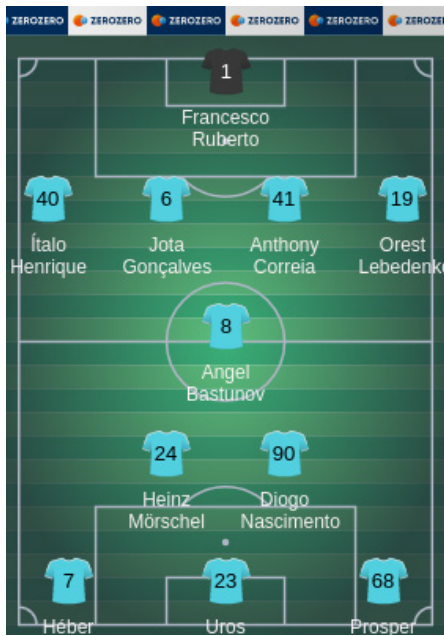 ZEROZERO ZEROZERO ZEROZERO ZEROZERO ZEROZERO
1
Francesco
Ruberto
40 6 41 19
Ítalo Jota Anthony Orest
Henrique Gonçalves Correia Lebedenko
8
Angel
Bastunov
24 90
Heinz Diogo
Mörschel Nascimento
7 23 68
Héber Uros Prosper